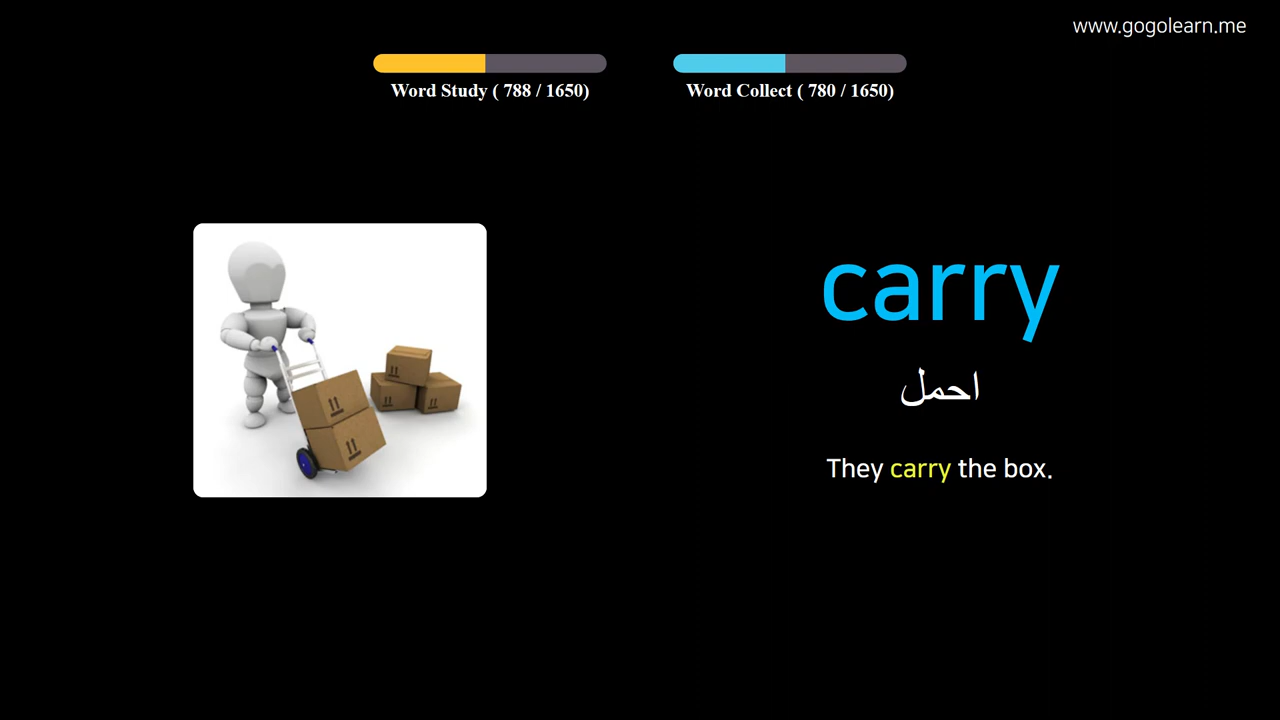 www.gogolearn.me
Word Study ( 788 / 1650)
Word Collect ( 780 / 1650)
carry
احمل
They carry the box.